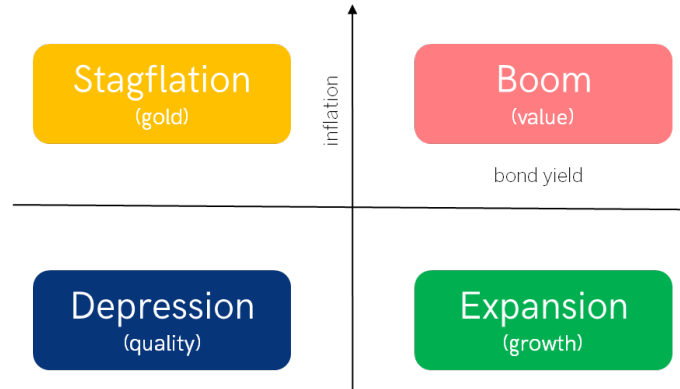 Stagflation
(gold)
inflation
Boom
(value)
bond yield
Depression
(quality)
Expansion
(growth)